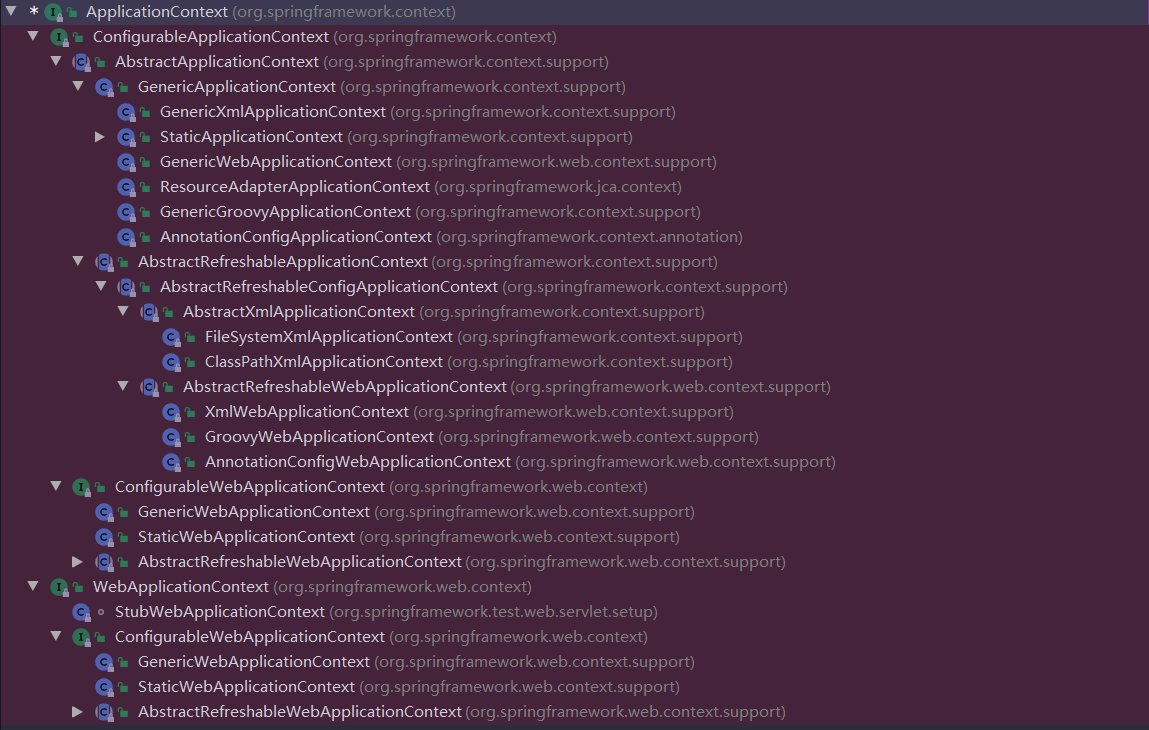 * ApplicationContext (org.springframework.context)
ConfigurableApplicationContext (org.springframework.context)
AbstractApplicationContext (org.springframework.context.support)
GenericApplicationContext (org.springframework.context.support)
GenericXmlApplicationContext (org.springframework.context.support)
StaticApplicationContext (org.springframework.context.support)
GenericWebApplicationContext (org.springframework.web.context.support)
ResourceAdapterApplicationContext (org.springframework.jca.context)
GenericGroovyApplicationContext (org.springframework.context.support)
AnnotationConfigApplicationContext (org.springframework.context.annotation)
AbstractRefreshableApplicationContext (org.springframework.context.support)
AbstractRefreshableConfigApplicationContext (org.springframework.context.support)
AbstractXmlApplicationContext (org.springframework.context.support)
FileSystemXmlApplicationContext (org.springframework.context.support)
ClassPathXmlApplicationContext (org.springframework.context.support)
AbstractRefreshableWebApplicationContext (org.springframework.web.context.support)
XmlWebApplicationContext (org.springframework.web.context.support)
GroovyWebApplicationContext (org.springframework.web.context.support)
AnnotationConfigWebApplicationContext (org.springframework.web.context.support)
ConfigurableWebApplicationContext (org.springframework.web.context)
GenericWebApplicationContext (org.springframework.web.context.support)
StaticWebApplicationContext (org.springframework.web.context.support)
AbstractRefreshableWebApplicationContext (org.springframework.web.context.support)
WebApplicationContext (org.springframework.web.context)
StubWebApplicationContext (org.springframework.test.web.servlet.setup)
ConfigurableWebApplicationContext (org.springframework.web.context)
GenericWebApplicationContext (org.springframework.web.context.support)
StaticWebApplicationContext (org.springframework.web.context.support)
AbstractRefreshableWebApplicationContext (org.springframework.web.context.support)